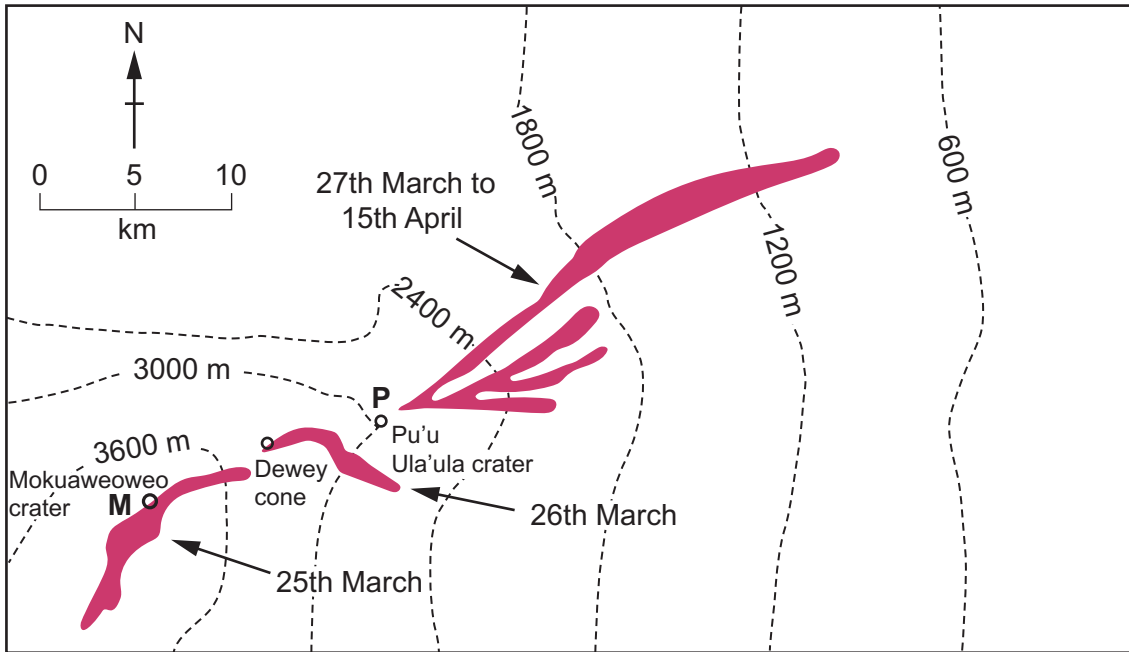 N
0 5 10
km
27th March to
15th April
1800 m
600 m
1200 m
2400 m
3000 m
P
Pu’u
Ula’ula crater
3600 m
Dewey
cone
Mokuaweoweo
crater
M
26th March
25th March